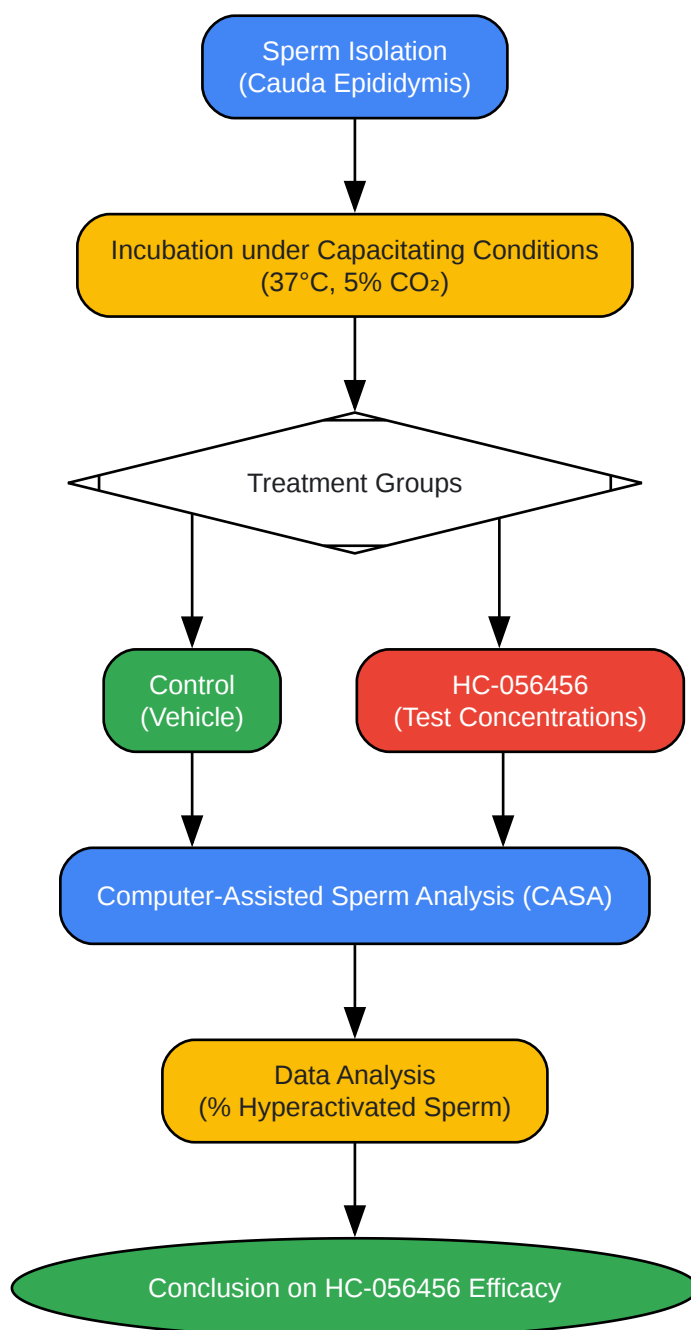 Sperm Isolation
(Cauda Epididymis)
Incubation under Capacitating Conditions
(37°C, 5% CO₂)
Treatment Groups
Control
(Vehicle)
HC-056456
(Test Concentrations)
Computer-Assisted Sperm Analysis (CASA)
Data Analysis
(% Hyperactivated Sperm)
Conclusion on HC-056456 Efficacy